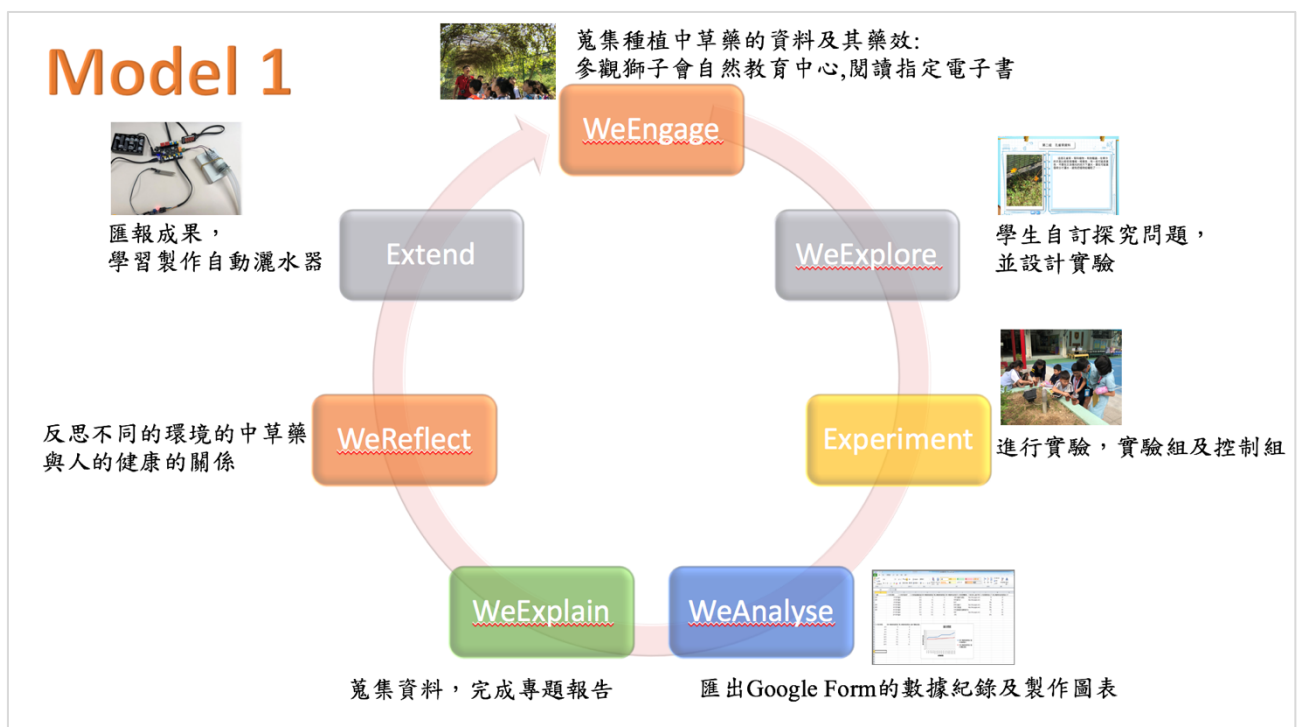 Model 1
蒐集種植中草藥的資料及其藥效:
參觀獅子會自然教育中心,閱讀指定電子書
WeEngage
WeExplore
學生自訂探究問題，
並設計實驗
Experiment
進行實驗，實驗組及控制組
WeAnalyse
匯出Google Form的數據紀錄及製作圖表
WeExplain
蒐集資料，完成專題報告
WeReflect
反思不同的環境的中草藥
與人的健康的關係
Extend
匯報成果，
學習製作自動灑水器